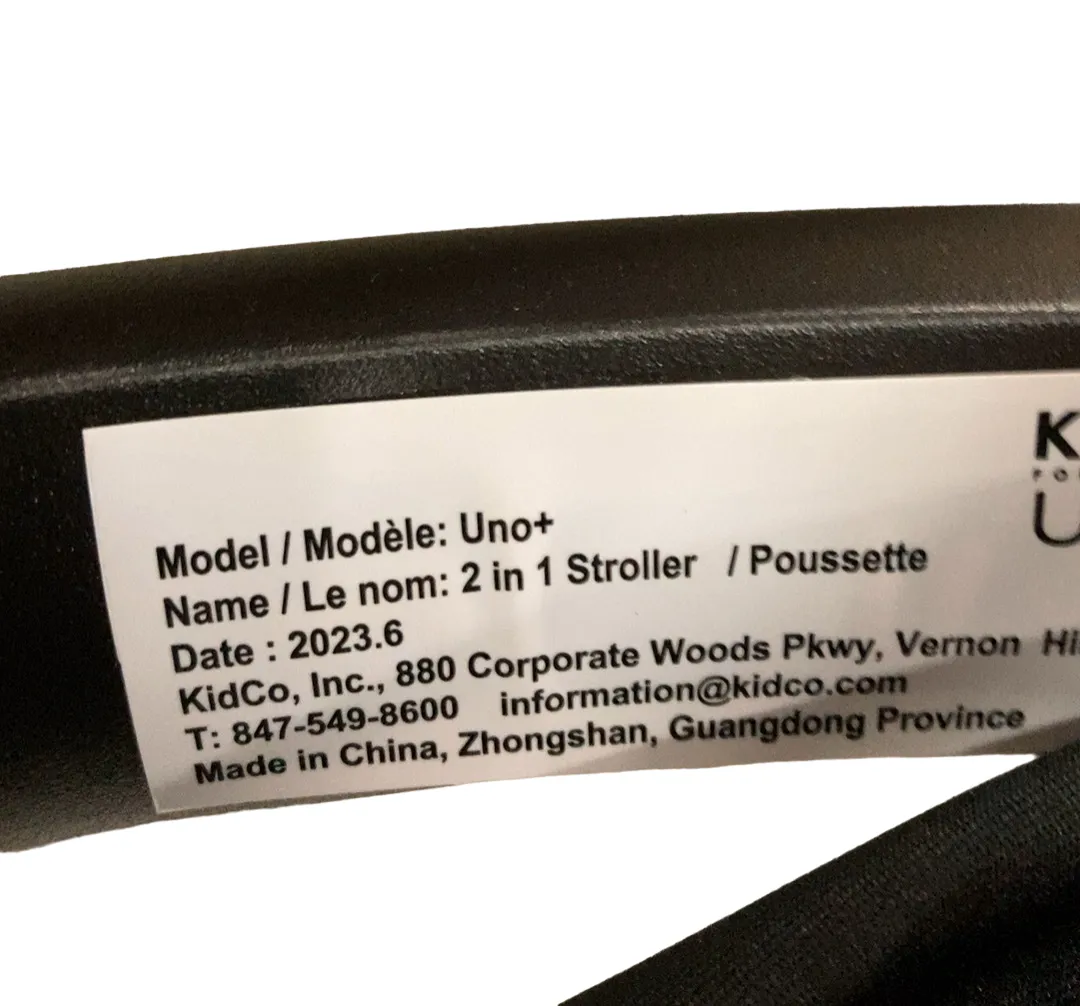 Model / Modèle: Uno+
Name / Le nom: 2 in 1 Stroller / Poussette
Date : 2023.6
KidCo, Inc., 880 Corporate Woods Pkwy, Vernon
T: 847-549-8600 information@kidco.com
Made in China, Zhongshan, Guangdong Province